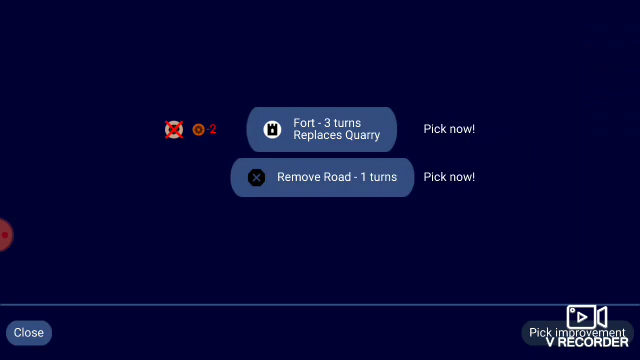 -2
Fort - 3 turns
Replaces Quarry
Pick now!
Remove Road - 1 turns
Pick now!
Close
Pick improvement
V RECORDER